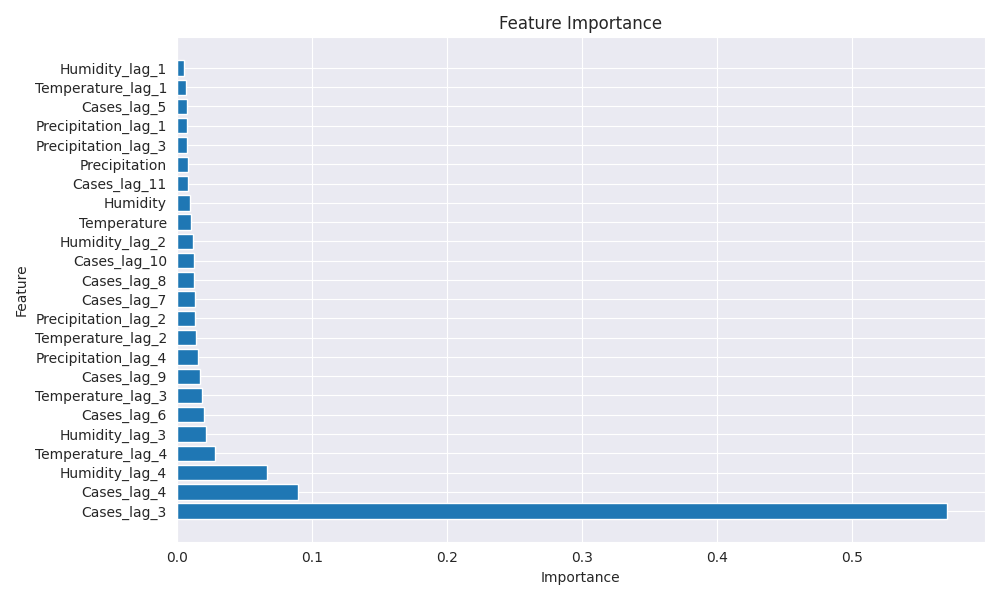 Feature Importance
Humidity_lag_1
Temperature_lag_1
Cases_lag_5
Precipitation_lag_1
Precipitation_lag_3
Precipitation
Cases_lag_11
Humidity
Temperature
Humidity_lag_2
Cases_lag_10
Cases_lag_8
Cases_lag_7
Precipitation_lag_2
Temperature_lag_2
Precipitation_lag_4
Cases_lag_9
Temperature_lag_3
Cases_lag_6
Humidity_lag_3
Temperature_lag_4
Humidity_lag_4
Cases_lag_4
Cases_lag_3
Feature
0.0 0.1 0.2 0.3 0.4 0.5
Importance